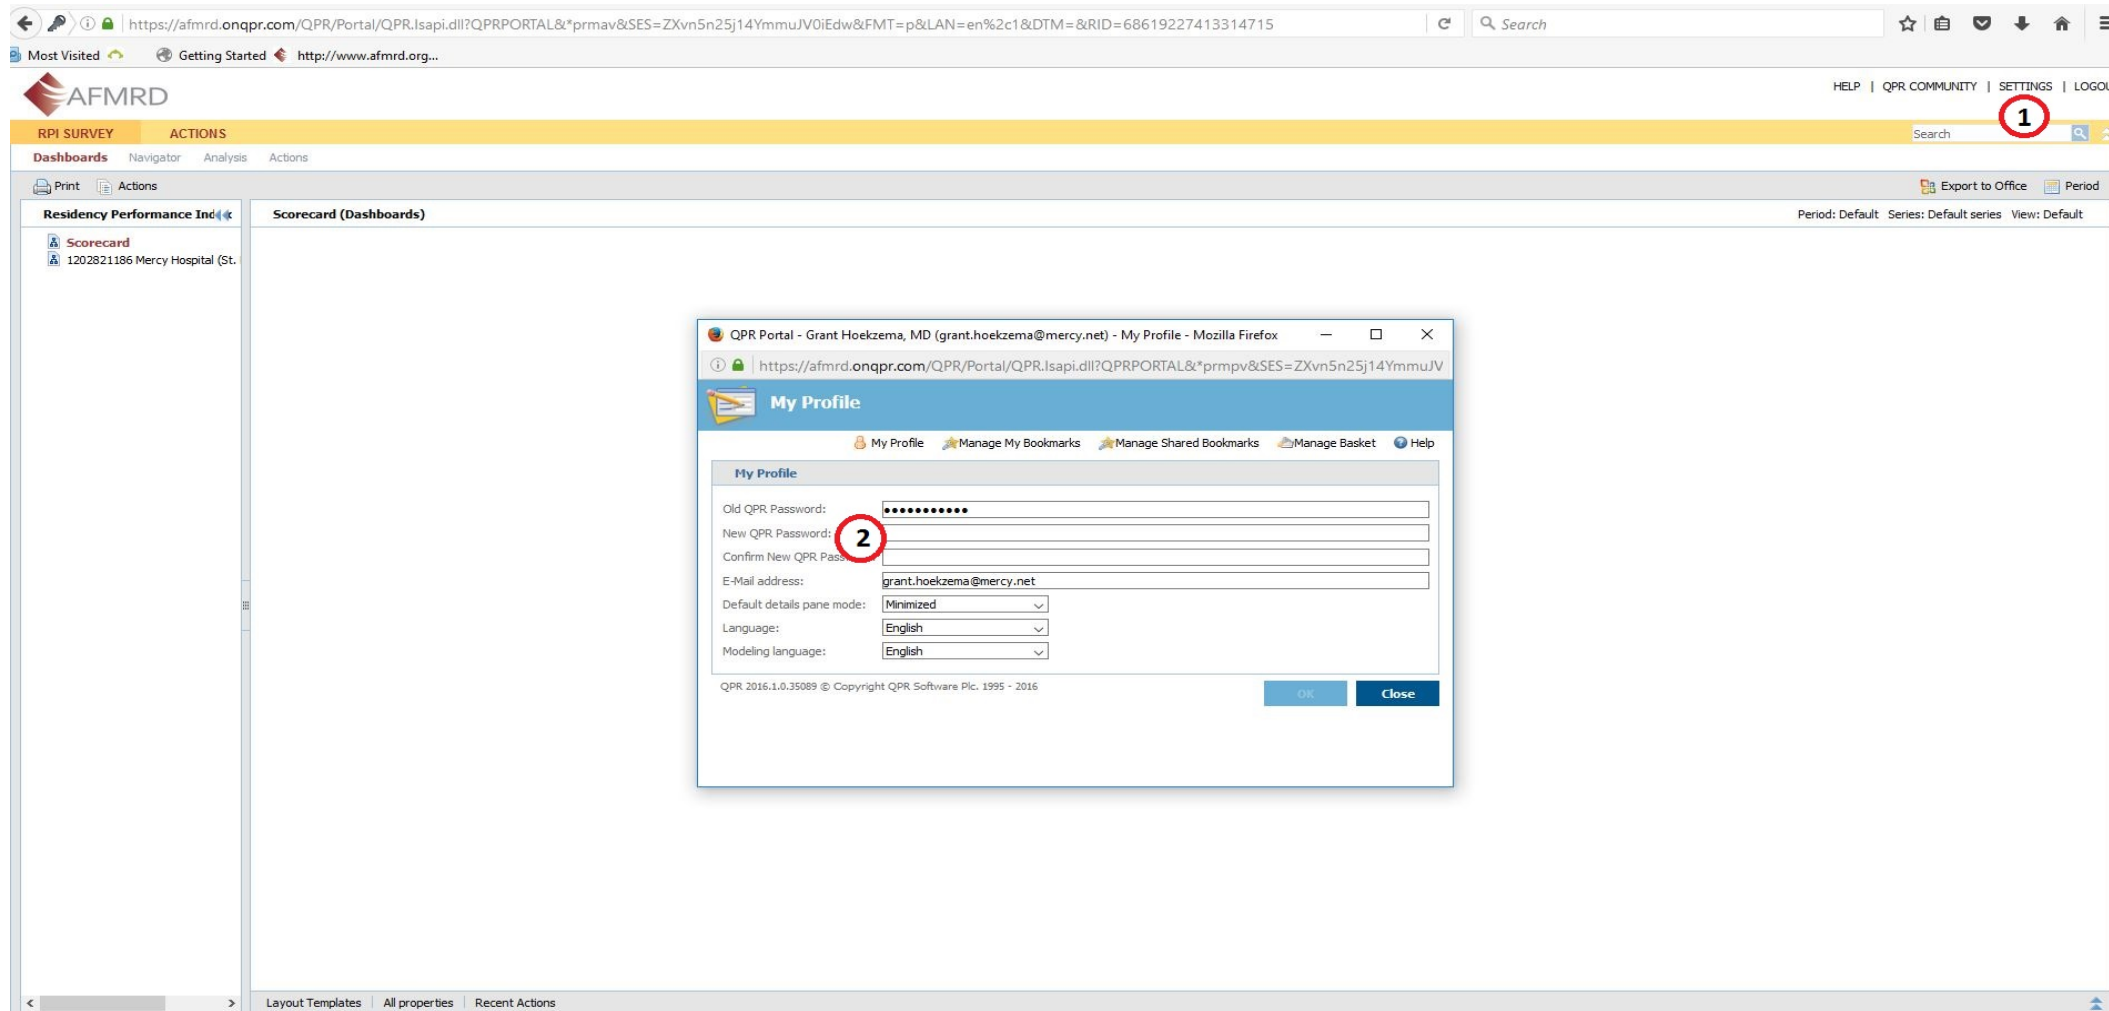 https://afmrd.onqpr.com/QPR/Portal/QPR.Isapi.dll?QPRPORTAL&*prmav&SES=ZXvn5n25j14YmmuJV0iEdw&FMT=p&LAN=en%2c1&DTM=&RID=68619227413314715 Search
Most Visited Getting Started http://www.afmrd.org...
AFMRD
HELP | QPR COMMUNITY | SETTINGS | LOGOU
1
RPI SURVEY ACTIONS Search
Dashboards Navigator Analysis Actions
Print Actions Export to Office Period
Residency Performance Ind Scorecard (Dashboards) Period: Default Series: Default series View: Default
Scorecard
1202821186 Mercy Hospital (St.
QPR Portal - Grant Hoekzema, MD (grant.hoekzema@mercy.net) - My Profile - Mozilla Firefox
https://afmrd.onqpr.com/QPR/Portal/QPR.Isapi.dll?QPRPORTAL&*prmpv&SES=ZXvn5n25j14YmmuJV
My Profile
My Profile Manage My Bookmarks Manage Shared Bookmarks Manage Basket Help
My Profile
Old QPR Password: •••••••••••
New QPR Password:
2
Confirm New QPR Pass
E-Mail address: grant.hoekzema@mercy.net
Default details pane mode: Minimized
Language: English
Modeling language: English
QPR 2016.1.0.35089 © Copyright QPR Software Plc. 1995 - 2016
OK Close
Layout Templates | All properties | Recent Actions